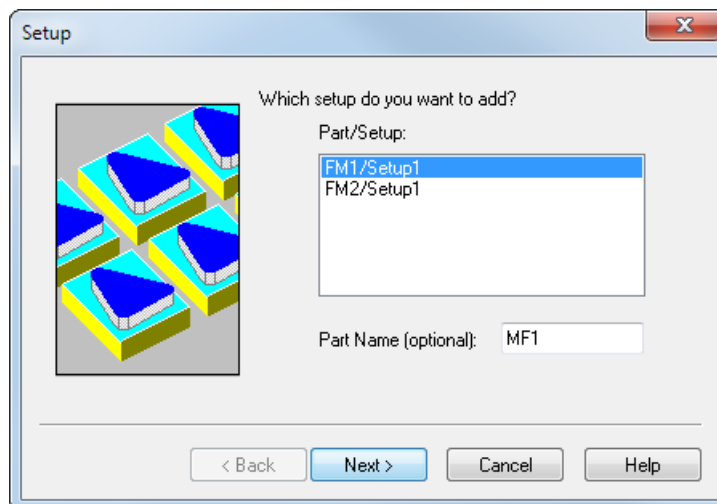 Setup
Which setup do you want to add?
Part/Setup:
FM1/Setup1
FM2/Setup1
Part Name (optional): MF1
< Back Next > Cancel Help